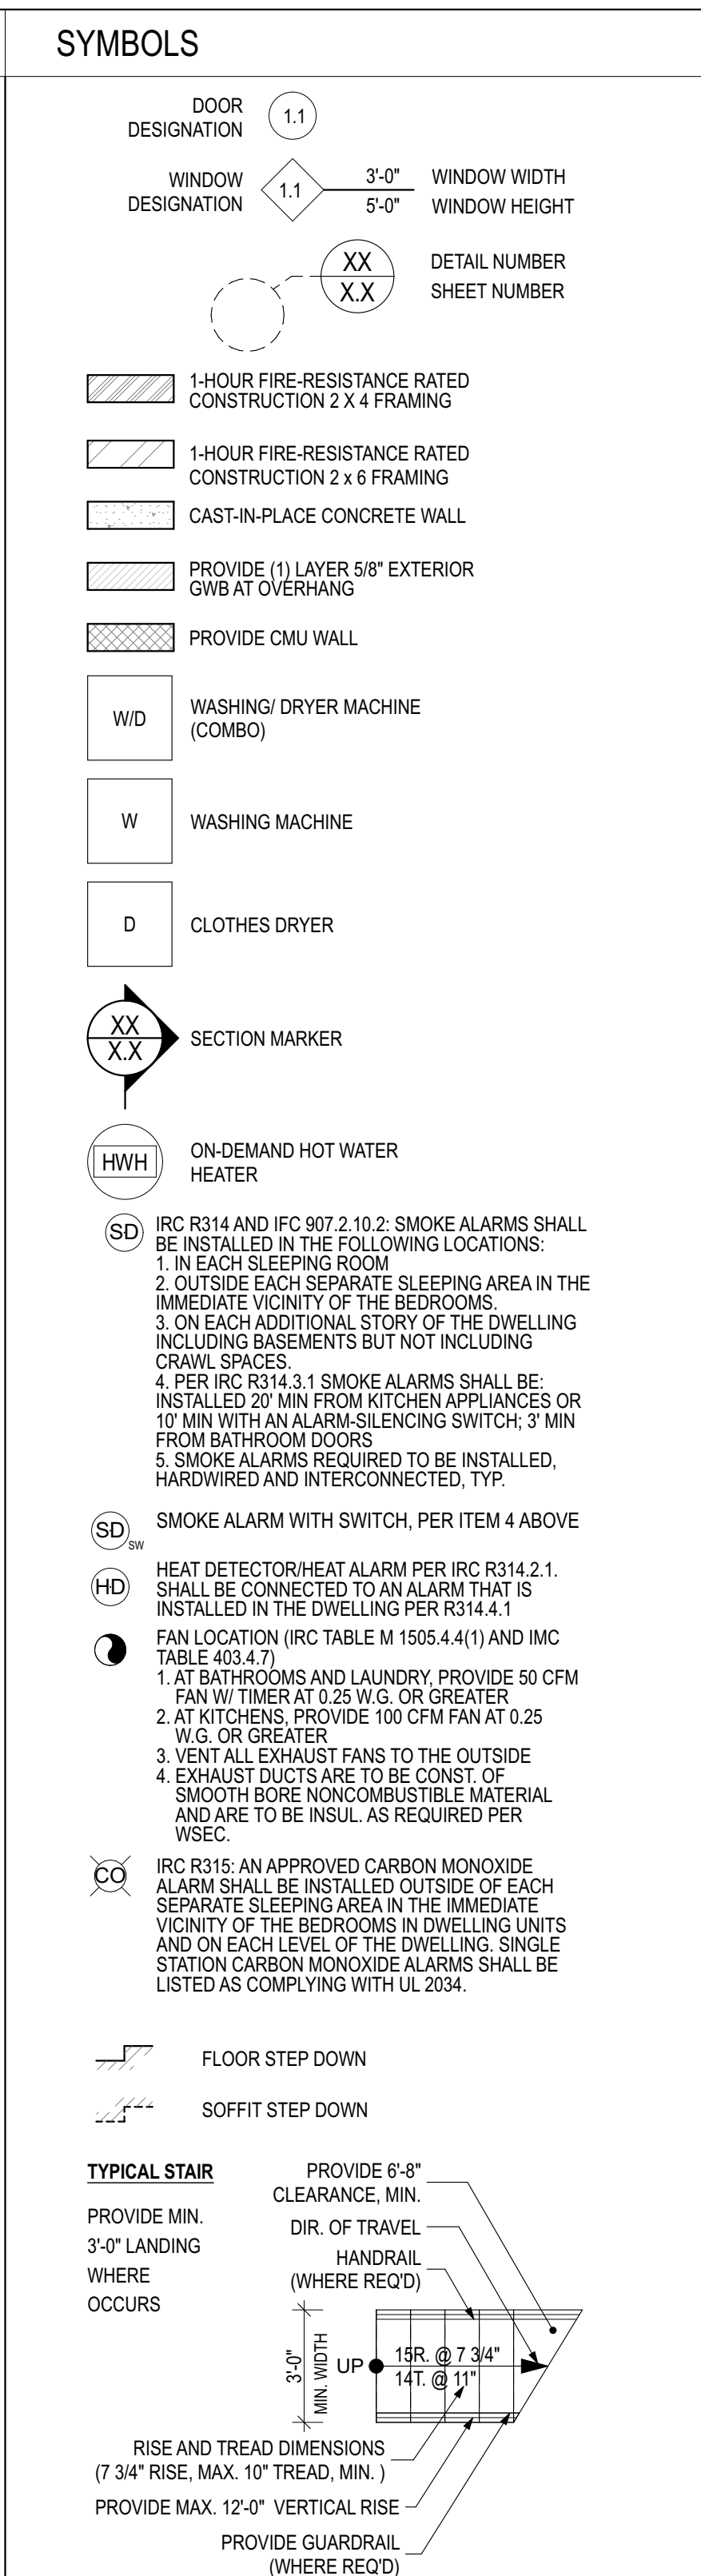 SYMBOLS
DOOR
DESIGNATION
1.1
WINDOW
DESIGNATION
1.1
3'-0"
WINDOW WIDTH
5'-0"
WINDOW HEIGHT
XX
DETAIL NUMBER
X.X
SHEET NUMBER
1-HOUR FIRE-RESISTANCE RATED
CONSTRUCTION 2 X 4 FRAMING
1-HOUR FIRE-RESISTANCE RATED
CONSTRUCTION 2 x 6 FRAMING
CAST-IN-PLACE CONCRETE WALL
PROVIDE (1) LAYER 5/8" EXTERIOR
GWB AT OVERHANG
PROVIDE CMU WALL
W/D
WASHING/ DRYER MACHINE
(COMBO)
W
WASHING MACHINE
D
CLOTHES DRYER
XX
X.X
SECTION MARKER
HWH
ON-DEMAND HOT WATER
HEATER
SD
IRC R314 AND IFC 907.2.10.2: SMOKE ALARMS SHALL
BE INSTALLED IN THE FOLLOWING LOCATIONS:
1. IN EACH SLEEPING ROOM
2. OUTSIDE EACH SEPARATE SLEEPING AREA IN THE
IMMEDIATE VICINITY OF THE BEDROOMS.
3. ON EACH ADDITIONAL STORY OF THE DWELLING
INCLUDING BASEMENTS BUT NOT INCLUDING
CRAWL SPACES.
4. PER IRC R314.3.1 SMOKE ALARMS SHALL BE:
INSTALLED 20' MIN FROM KITCHEN APPLIANCES OR
10' MIN WITH AN ALARM-SILENCING SWITCH; 3' MIN
FROM BATHROOM DOORS
5. SMOKE ALARMS REQUIRED TO BE INSTALLED,
HARDWIRED AND INTERCONNECTED, TYP.
SD
SW
SMOKE ALARM WITH SWITCH, PER ITEM 4 ABOVE
HD
HEAT DETECTOR/HEAT ALARM PER IRC R314.2.1.
SHALL BE CONNECTED TO AN ALARM THAT IS
INSTALLED IN THE DWELLING PER R314.4.1
FAN LOCATION (IRC TABLE M 1505.4.4(1) AND IMC
TABLE 403.4.7)
1. AT BATHROOMS AND LAUNDRY, PROVIDE 50 CFM
FAN W/ TIMER AT 0.25 W.G. OR GREATER
2. AT KITCHENS, PROVIDE 100 CFM FAN AT 0.25
W.G. OR GREATER
3. VENT ALL EXHAUST FANS TO THE OUTSIDE
4. EXHAUST DUCTS ARE TO BE CONST. OF
SMOOTH BORE NONCOMBUSTIBLE MATERIAL
AND ARE TO BE INSUL. AS REQUIRED PER
WSEC.
CO
IRC R315: AN APPROVED CARBON MONOXIDE
ALARM SHALL BE INSTALLED OUTSIDE OF EACH
SEPARATE SLEEPING AREA IN THE IMMEDIATE
VICINITY OF THE BEDROOMS IN DWELLING UNITS
AND ON EACH LEVEL OF THE DWELLING. SINGLE
STATION CARBON MONOXIDE ALARMS SHALL BE
LISTED AS COMPLYING WITH UL 2034.
FLOOR STEP DOWN
SOFFIT STEP DOWN
TYPICAL STAIR
PROVIDE MIN.
3'-0" LANDING
WHERE
OCCURS
PROVIDE 6'-8"
CLEARANCE, MIN.
DIR. OF TRAVEL
HANDRAIL
(WHERE REQ'D)
3'-0"
MIN. WIDTH
UP
15R. @ 7 3/4"
14T. @ 11"
RISE AND TREAD DIMENSIONS
(7 3/4" RISE, MAX. 10" TREAD, MIN. )
PROVIDE MAX. 12'-0" VERTICAL RISE
PROVIDE GUARDRAIL
(WHERE REQ'D)